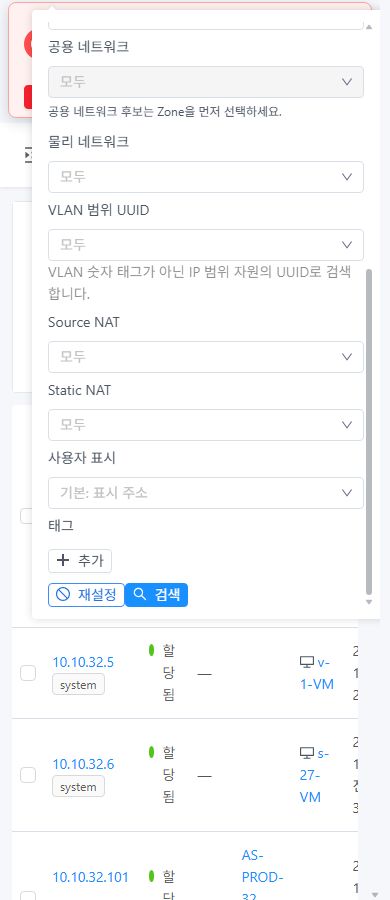 공용 네트워크
모두
공용 네트워크 후보는 Zone을 먼저 선택하세요.
물리 네트워크
모두
VLAN 범위 UUID
모두
VLAN 숫자 태그가 아닌 IP 범위 자원의 UUID로 검색
합니다.
Source NAT
모두
Static NAT
모두
사용자 표시
기본: 표시 주소
태그
추가
재설정 검색
10.10.32.5
system
할
당
됨
—
v-
1-VM
10.10.32.6
system
할
당
됨
—
s-
27-
VM
10.10.32.101
할
당
AS-
PROD-